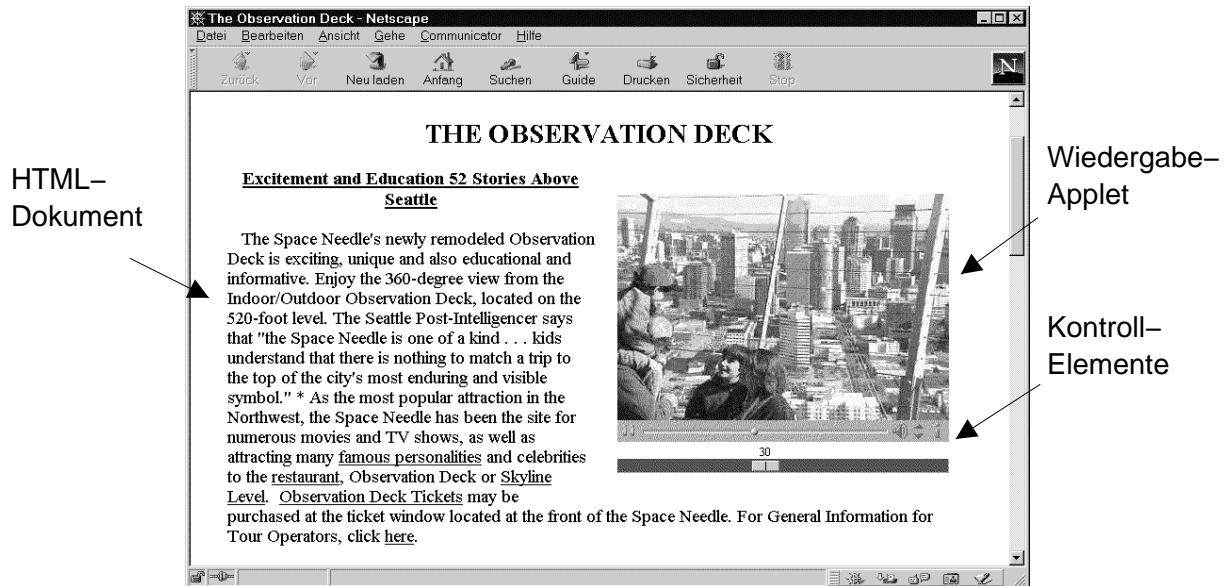 The Observation Deck - Netscape
Datei Bearbeiten Ansicht Gehe Communicator Hilfe
Zurück Vor Neu laden Anfang Suchen Guide Drucken Sicherheit Stop
N
THE OBSERVATION DECK
HTML–
Dokument
Excitement and Education 52 Stories Above
Seattle
The Space Needle's newly remodeled Observation
Deck is exciting, unique and also educational and
informative. Enjoy the 360-degree view from the
Indoor/Outdoor Observation Deck, located on the
520-foot level. The Seattle Post-Intelligencer says
that "the Space Needle is one of a kind . . . kids
understand that there is nothing to match a trip to
the top of the city's most enduring and visible
symbol." * As the most popular attraction in the
Northwest, the Space Needle has been the site for
numerous movies and TV shows, as well as
attracting many famous personalities and celebrities
to the restaurant, Observation Deck or Skyline
Level. Observation Deck Tickets may be
purchased at the ticket window located at the front of the Space Needle. For General Information for
Tour Operators, click here.
30
Wiedergabe–
Applet
Kontroll–
Elemente